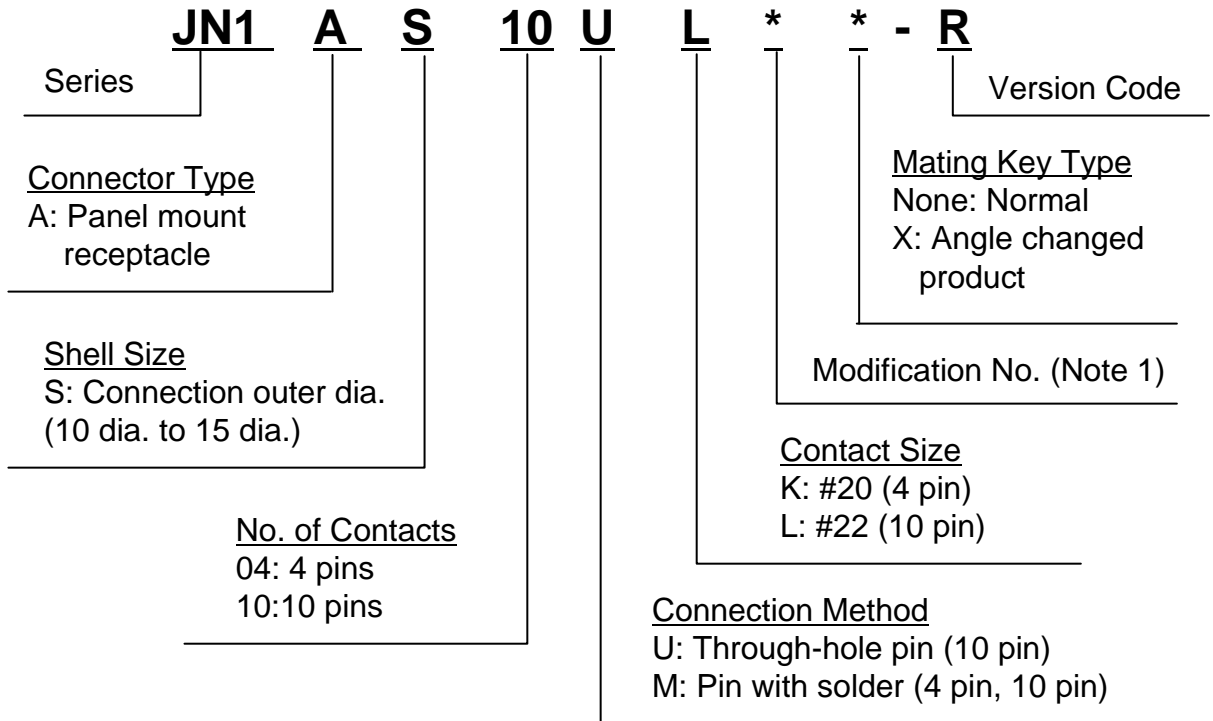 JN1 A S 10 U L * * - R
Series
Version Code
Connector Type
A: Panel mount
receptacle
Mating Key Type
None: Normal
X: Angle changed
product
Shell Size
S: Connection outer dia.
(10 dia. to 15 dia.)
Modification No. (Note 1)
Contact Size
K: #20 (4 pin)
L: #22 (10 pin)
No. of Contacts
04: 4 pins
10:10 pins
Connection Method
U: Through-hole pin (10 pin)
M: Pin with solder (4 pin, 10 pin)